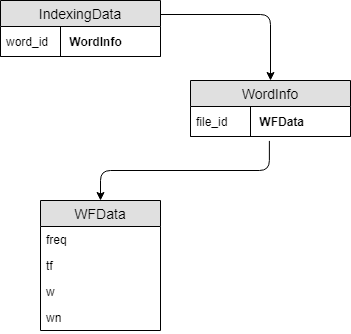 IndexingData
word_id WordInfo
WordInfo
file_id WFData
WFData
freq
tf
w
wn